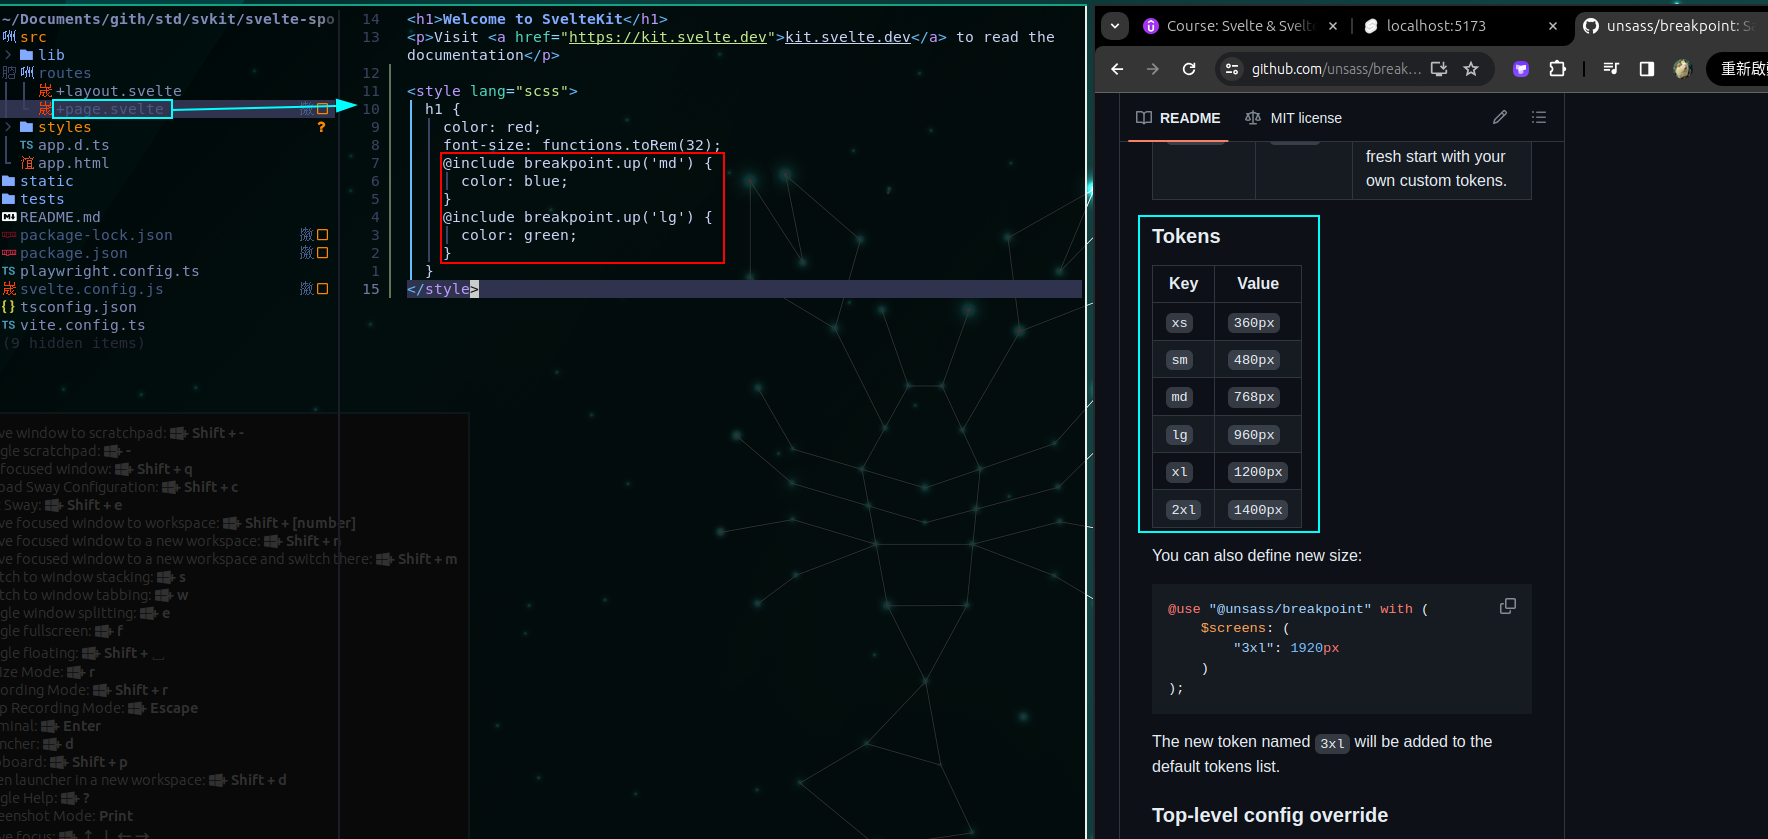 ~/Documents/gith/std/svkit/svelte-spo
src
lib
routes
+layout.svelte
+page.svelte
styles ?
TS app.d.ts
app.html
static
tests
README.md
package-lock.json
package.json
TS playwright.config.ts
svelte.config.js
{} tsconfig.json
TS vite.config.ts
(9 hidden items)
14 <h1>Welcome to SvelteKit</h1>
13 <p>Visit <a href="https://kit.svelte.dev">kit.svelte.dev</a> to read the
documentation</p>
12
11 <style lang="scss">
10 h1 {
9 color: red;
8 font-size: functions.toRem(32);
7 @include breakpoint.up('md') {
6 color: blue;
5 }
4 @include breakpoint.up('lg') {
3 color: green;
2 }
1 }
15 </style>
ve window to scratchpad: + Shift + -
gle scratchpad: + -
focused window: + Shift + q
oad Sway Configuration: + Shift + c
Sway: + Shift + e
ve focused window to workspace: + Shift + [number]
ve focused window to a new workspace: + Shift + n
ve focused window to a new workspace and switch there: + Shift + m
tch to window stacking: + s
tch to window tabbing: + w
gle window splitting: + e
gle fullscreen: + f
gle floating: + Shift + ⎵
ize Mode: + r
ording Mode: + Shift + r
p Recording Mode: + Escape
minal: + Enter
ncher: + d
board: + Shift + p
en launcher in a new workspace: + Shift + d
gle Help: + ?
eenshot Mode: Print
ve focus: + ↑ ↓ ← →
Course: Svelte & Svelt
localhost:5173
unsass/breakpoint: S
github.com/unsass/break...
重新啟
README
MIT license
fresh start with your
own custom tokens.
Tokens
Key Value
xs 360px
sm 480px
md 768px
lg 960px
xl 1200px
2xl 1400px
You can also define new size:
@use "@unsass/breakpoint" with (
$screens: (
"3xl": 1920px
)
);
The new token named 3xl will be added to the
default tokens list.
Top-level config override